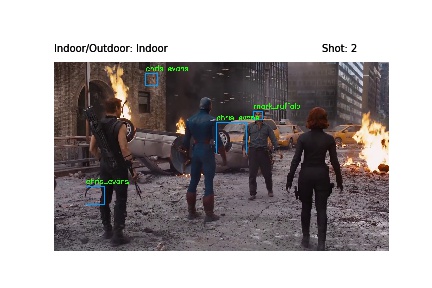 Indoor/Outdoor: Indoor
Shot: 2
chris_evans
mark_ruffalo
chris_evans
chris_evans